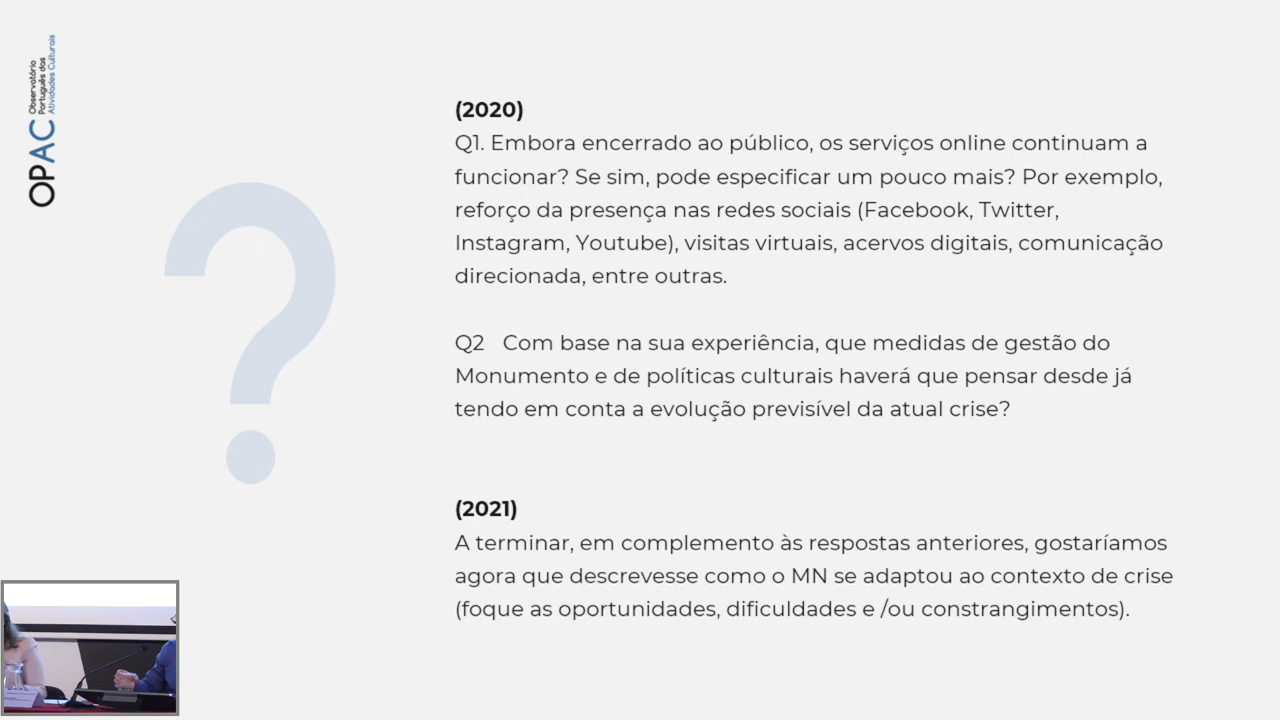 OPAC Observatório
Português das
Atividades Culturais
(2020)
Q1. Embora encerrado ao público, os serviços online continuam a
funcionar? Se sim, pode especificar um pouco mais? Por exemplo,
reforço da presença nas redes sociais (Facebook, Twitter,
Instagram, Youtube), visitas virtuais, acervos digitais, comunicação
direcionada, entre outras.
Q2 Com base na sua experiência, que medidas de gestão do
Monumento e de políticas culturais haverá que pensar desde já
tendo em conta a evolução previsível da atual crise?
(2021)
A terminar, em complemento às respostas anteriores, gostaríamos
agora que descrevesse como o MN se adaptou ao contexto de crise
(foque as oportunidades, dificuldades e /ou constrangimentos).